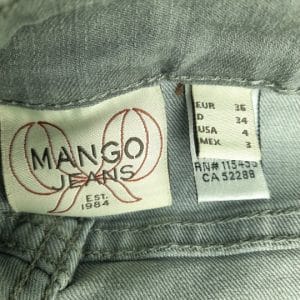 MANGO
JEANS
EST.
1984
EUR 36
D 34
USA 4
MEX 3
RN# 115455
CA 52288